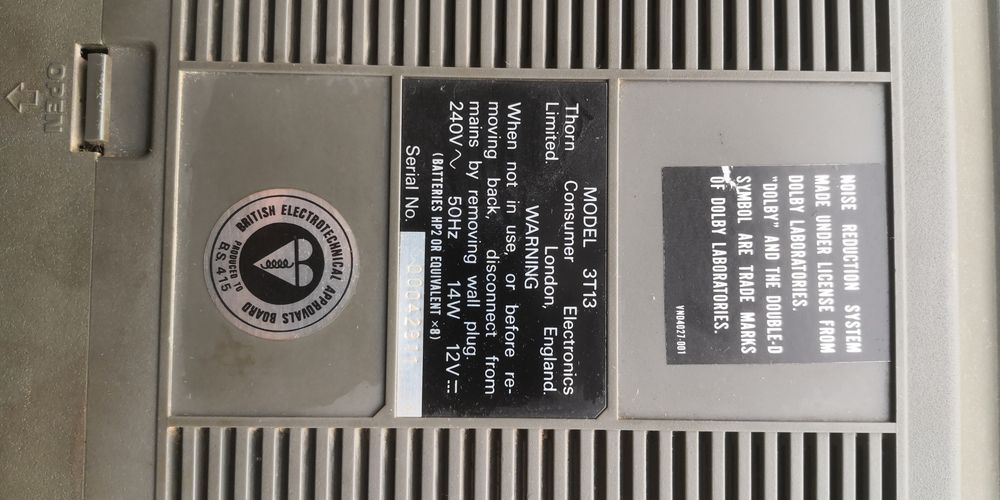 NOISE REDUCTION SYSTEM
MADE UNDER LICENSE FROM
DOLBY LABORATORIES.
"DOLBY" AND THE DOUBLE-D
SYMBOL ARE TRADE MARKS
OF DOLBY LABORATORIES.
VND4027-001
MODEL 3T13
Thorn Consumer Electronics
Limited. London, England.
WARNING
When not in use, or before re-
moving back, disconnect from
mains by removing wall plug.
240V~ 50Hz 14W 12V⎓
(BATTERIES HP2 OR EQUIVALENT ×8)
Serial No.
BRITISH ELECTROTECHNICAL APPROVALS BOARD
PRODUCED TO
B.S. 415
OPEN